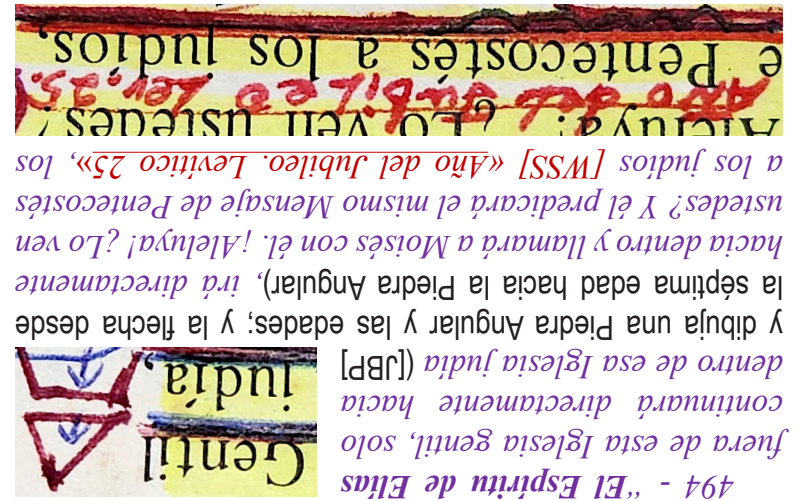 494 - “El Espíritu de Elías
fuera de esta Iglesia gentil, solo
continuará directamente hacia
dentro de esa Iglesia judía ([JBP]
Gentil
judía,
y dibuja una Piedra Angular y las edades; y la flecha desde
la séptima edad hacia la Piedra Angular), irá directamente
hacia dentro y llamará a Moisés con él. ¡Aleluya! ¿Lo ven
ustedes? Y él predicará el mismo Mensaje de Pentecostés
a los judíos [WSS] «Año del Jubileo. Levítico 25», los
Aleluya! ¿Lo ven ustedes?
Año del Júbileo Lev. 25.
e Pentecostés a los judíos,